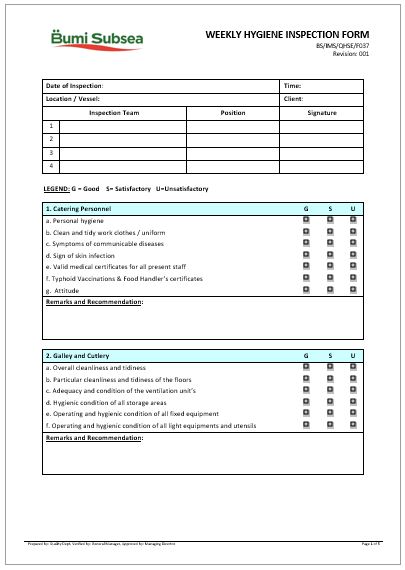 Bumi Subsea
WEEKLY HYGIENE INSPECTION FORM
BS/IMS/QHSE/F037
Revision: 001
Date of Inspection: Time:
Location / Vessel: Client:
Inspection Team Position Signature
1
2
3
4
LEGEND: G = Good S= Satisfactory U=Unsatisfactory
1. Catering Personnel G S U
a. Personal hygiene
b. Clean and tidy work clothes / uniform
c. Symptoms of communicable diseases
d. Sign of skin infection
e. Valid medical certificates for all present staff
f. Typhoid Vaccinations & Food Handler's certificates
g. Attitude
Remarks and Recommendation:
2. Galley and Cutlery G S U
a. Overall cleanliness and tidiness
b. Particular cleanliness and tidiness of the floors
c. Adequacy and condition of the ventilation unit's
d. Hygienic condition of all storage areas
e. Operating and hygienic condition of all fixed equipment
f. Operating and hygienic condition of all light equipments and utensils
Remarks and Recommendation:
Prepared by: Quality Dept, Verified by: General Manager, Approved by: Managing Director Page 1 of 5